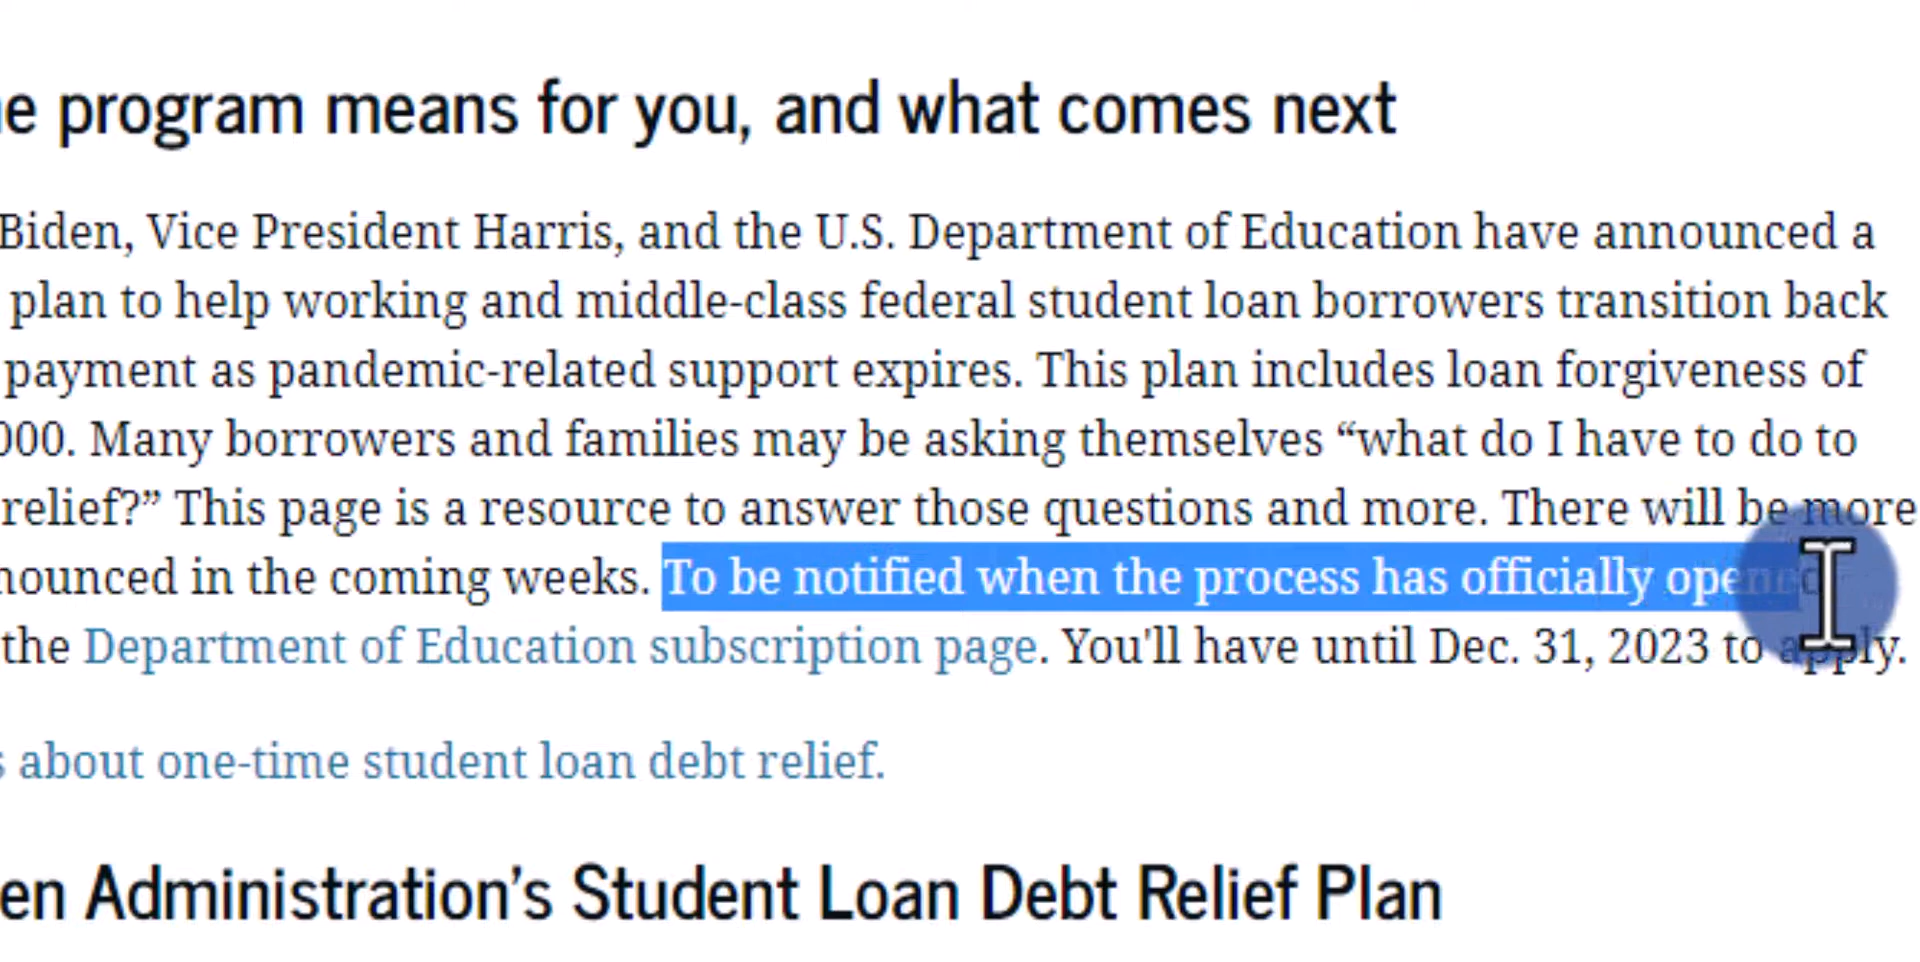 e program means for you, and what comes next
Biden, Vice President Harris, and the U.S. Department of Education have announced a
plan to help working and middle-class federal student loan borrowers transition back
payment as pandemic-related support expires. This plan includes loan forgiveness of
000. Many borrowers and families may be asking themselves “what do I have to do to
relief?” This page is a resource to answer those questions and more. There will be more
nounced in the coming weeks. To be notified when the process has officially opened
the Department of Education subscription page. You'll have until Dec. 31, 2023 to apply.
s about one-time student loan debt relief.
en Administration’s Student Loan Debt Relief Plan